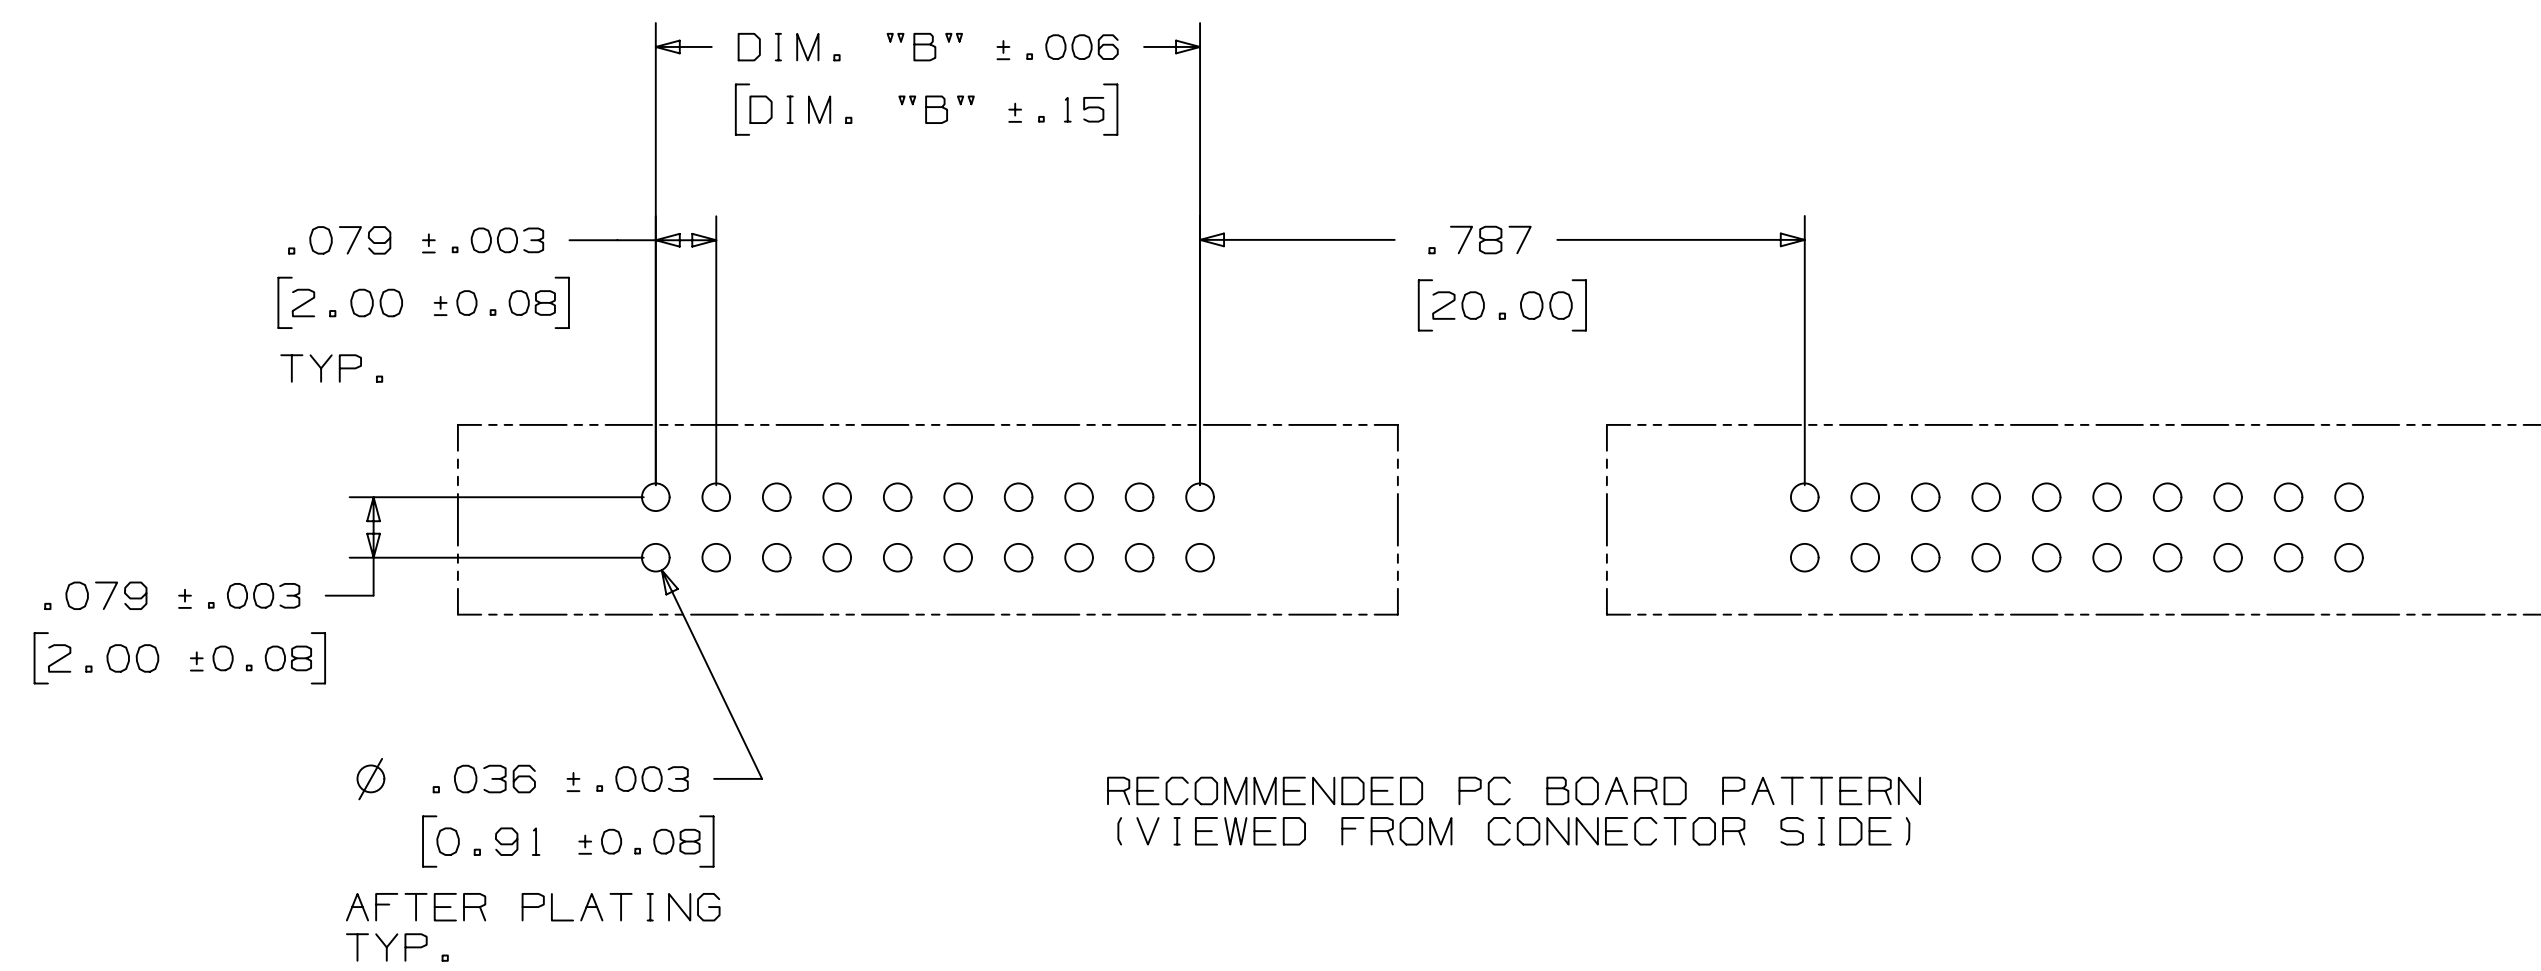 DIM. "B" ±.006
[DIM. "B" ±.15]
.079 ±.003
[2.00 ±0.08]
TYP.
.787
[20.00]
.079 ±.003
[2.00 ±0.08]
Ø .036 ±.003
[0.91 ±0.08]
AFTER PLATING
TYP.
RECOMMENDED PC BOARD PATTERN
(VIEWED FROM CONNECTOR SIDE)